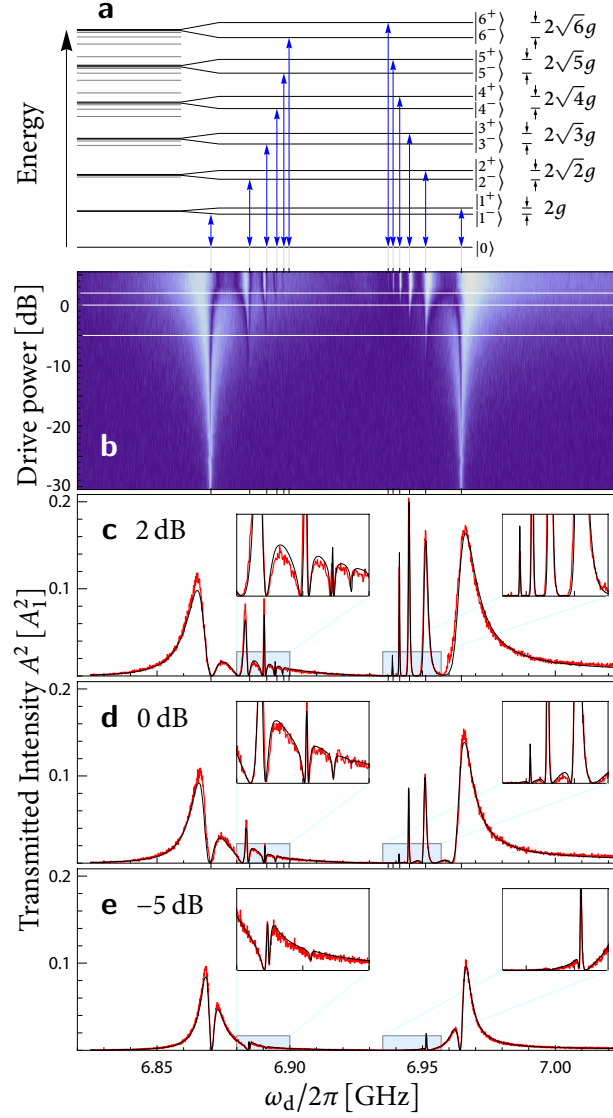 a
Energy
|6⁺⟩
|6⁻⟩
2√6g
|5⁺⟩
|5⁻⟩
2√5g
|4⁺⟩
|4⁻⟩
2√4g
|3⁺⟩
|3⁻⟩
2√3g
|2⁺⟩
|2⁻⟩
2√2g
|1⁺⟩
|1⁻⟩
2g
|0⟩
Drive power [dB]
0
-10
-20
-30
b
Transmitted Intensity A² [A₁²]
0.2
c 2 dB
0.1
0.2
d 0 dB
0.1
0.2
e −5 dB
0.1
6.85 6.90 6.95 7.00
ω_d/2π [GHz]